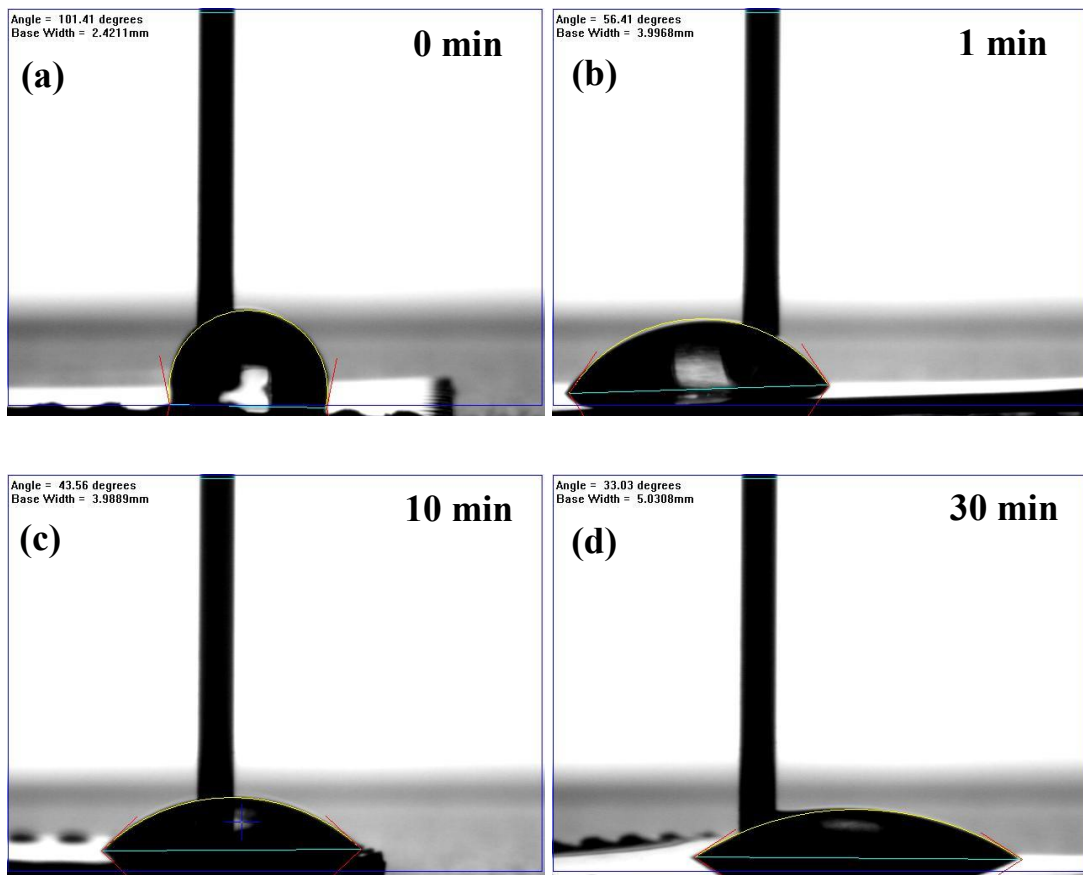 Angle = 101.41 degrees
Base Width = 2.4211mm
0 min
(a)
Angle = 56.41 degrees
Base Width = 3.9968mm
1 min
(b)
Angle = 43.56 degrees
Base Width = 3.9889mm
10 min
(c)
Angle = 33.03 degrees
Base Width = 5.0308mm
30 min
(d)